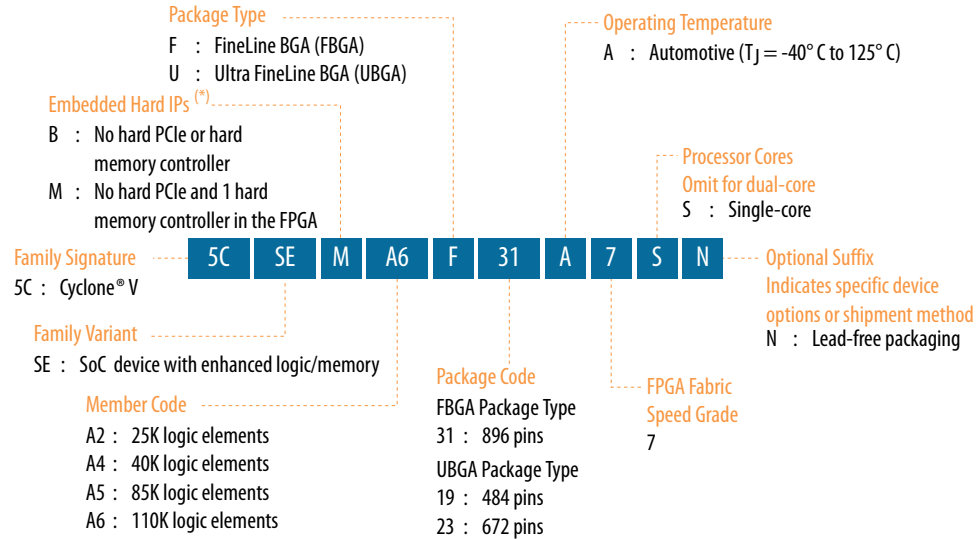 Package Type
F : FineLine BGA (FBGA)
U : Ultra FineLine BGA (UBGA)
Operating Temperature
A : Automotive (TJ = -40° C to 125° C)
Embedded Hard IPs (*)
B : No hard PCIe or hard
memory controller
M : No hard PCIe and 1 hard
memory controller in the FPGA
Processor Cores
Omit for dual-core
S : Single-core
Family Signature
5C : Cyclone® V
5C SE M A6 F 31 A 7 S N
Optional Suffix
Indicates specific device
options or shipment method
N : Lead-free packaging
Family Variant
SE : SoC device with enhanced logic/memory
Member Code
A2 : 25K logic elements
A4 : 40K logic elements
A5 : 85K logic elements
A6 : 110K logic elements
Package Code
FBGA Package Type
31 : 896 pins
UBGA Package Type
19 : 484 pins
23 : 672 pins
FPGA Fabric
Speed Grade
7